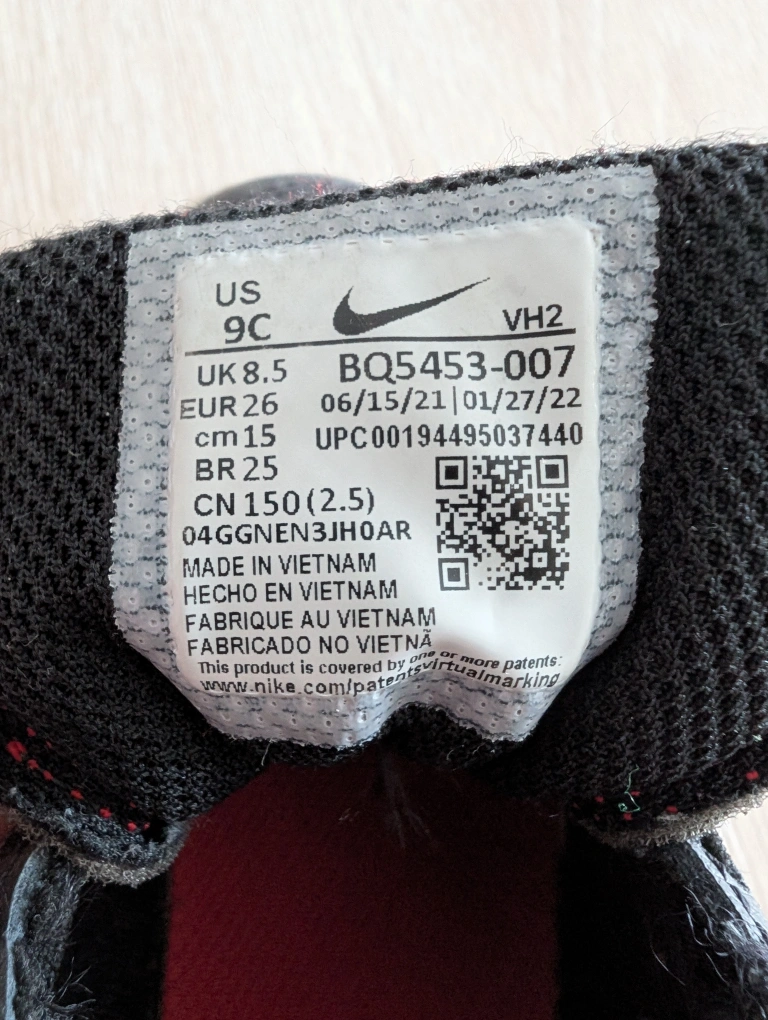 US
9C
VH2
UK 8.5 BQ5453-007
EUR 26 06/15/21|01/27/22
cm 15 UPC00194495037440
BR 25
CN 150 (2.5)
04GGNEN3JH0AR
MADE IN VIETNAM
HECHO EN VIETNAM
FABRIQUE AU VIETNAM
FABRICADO NO VIETNÃ
This product is covered by one or more patents:
www.nike.com/patentsvirtualmarking